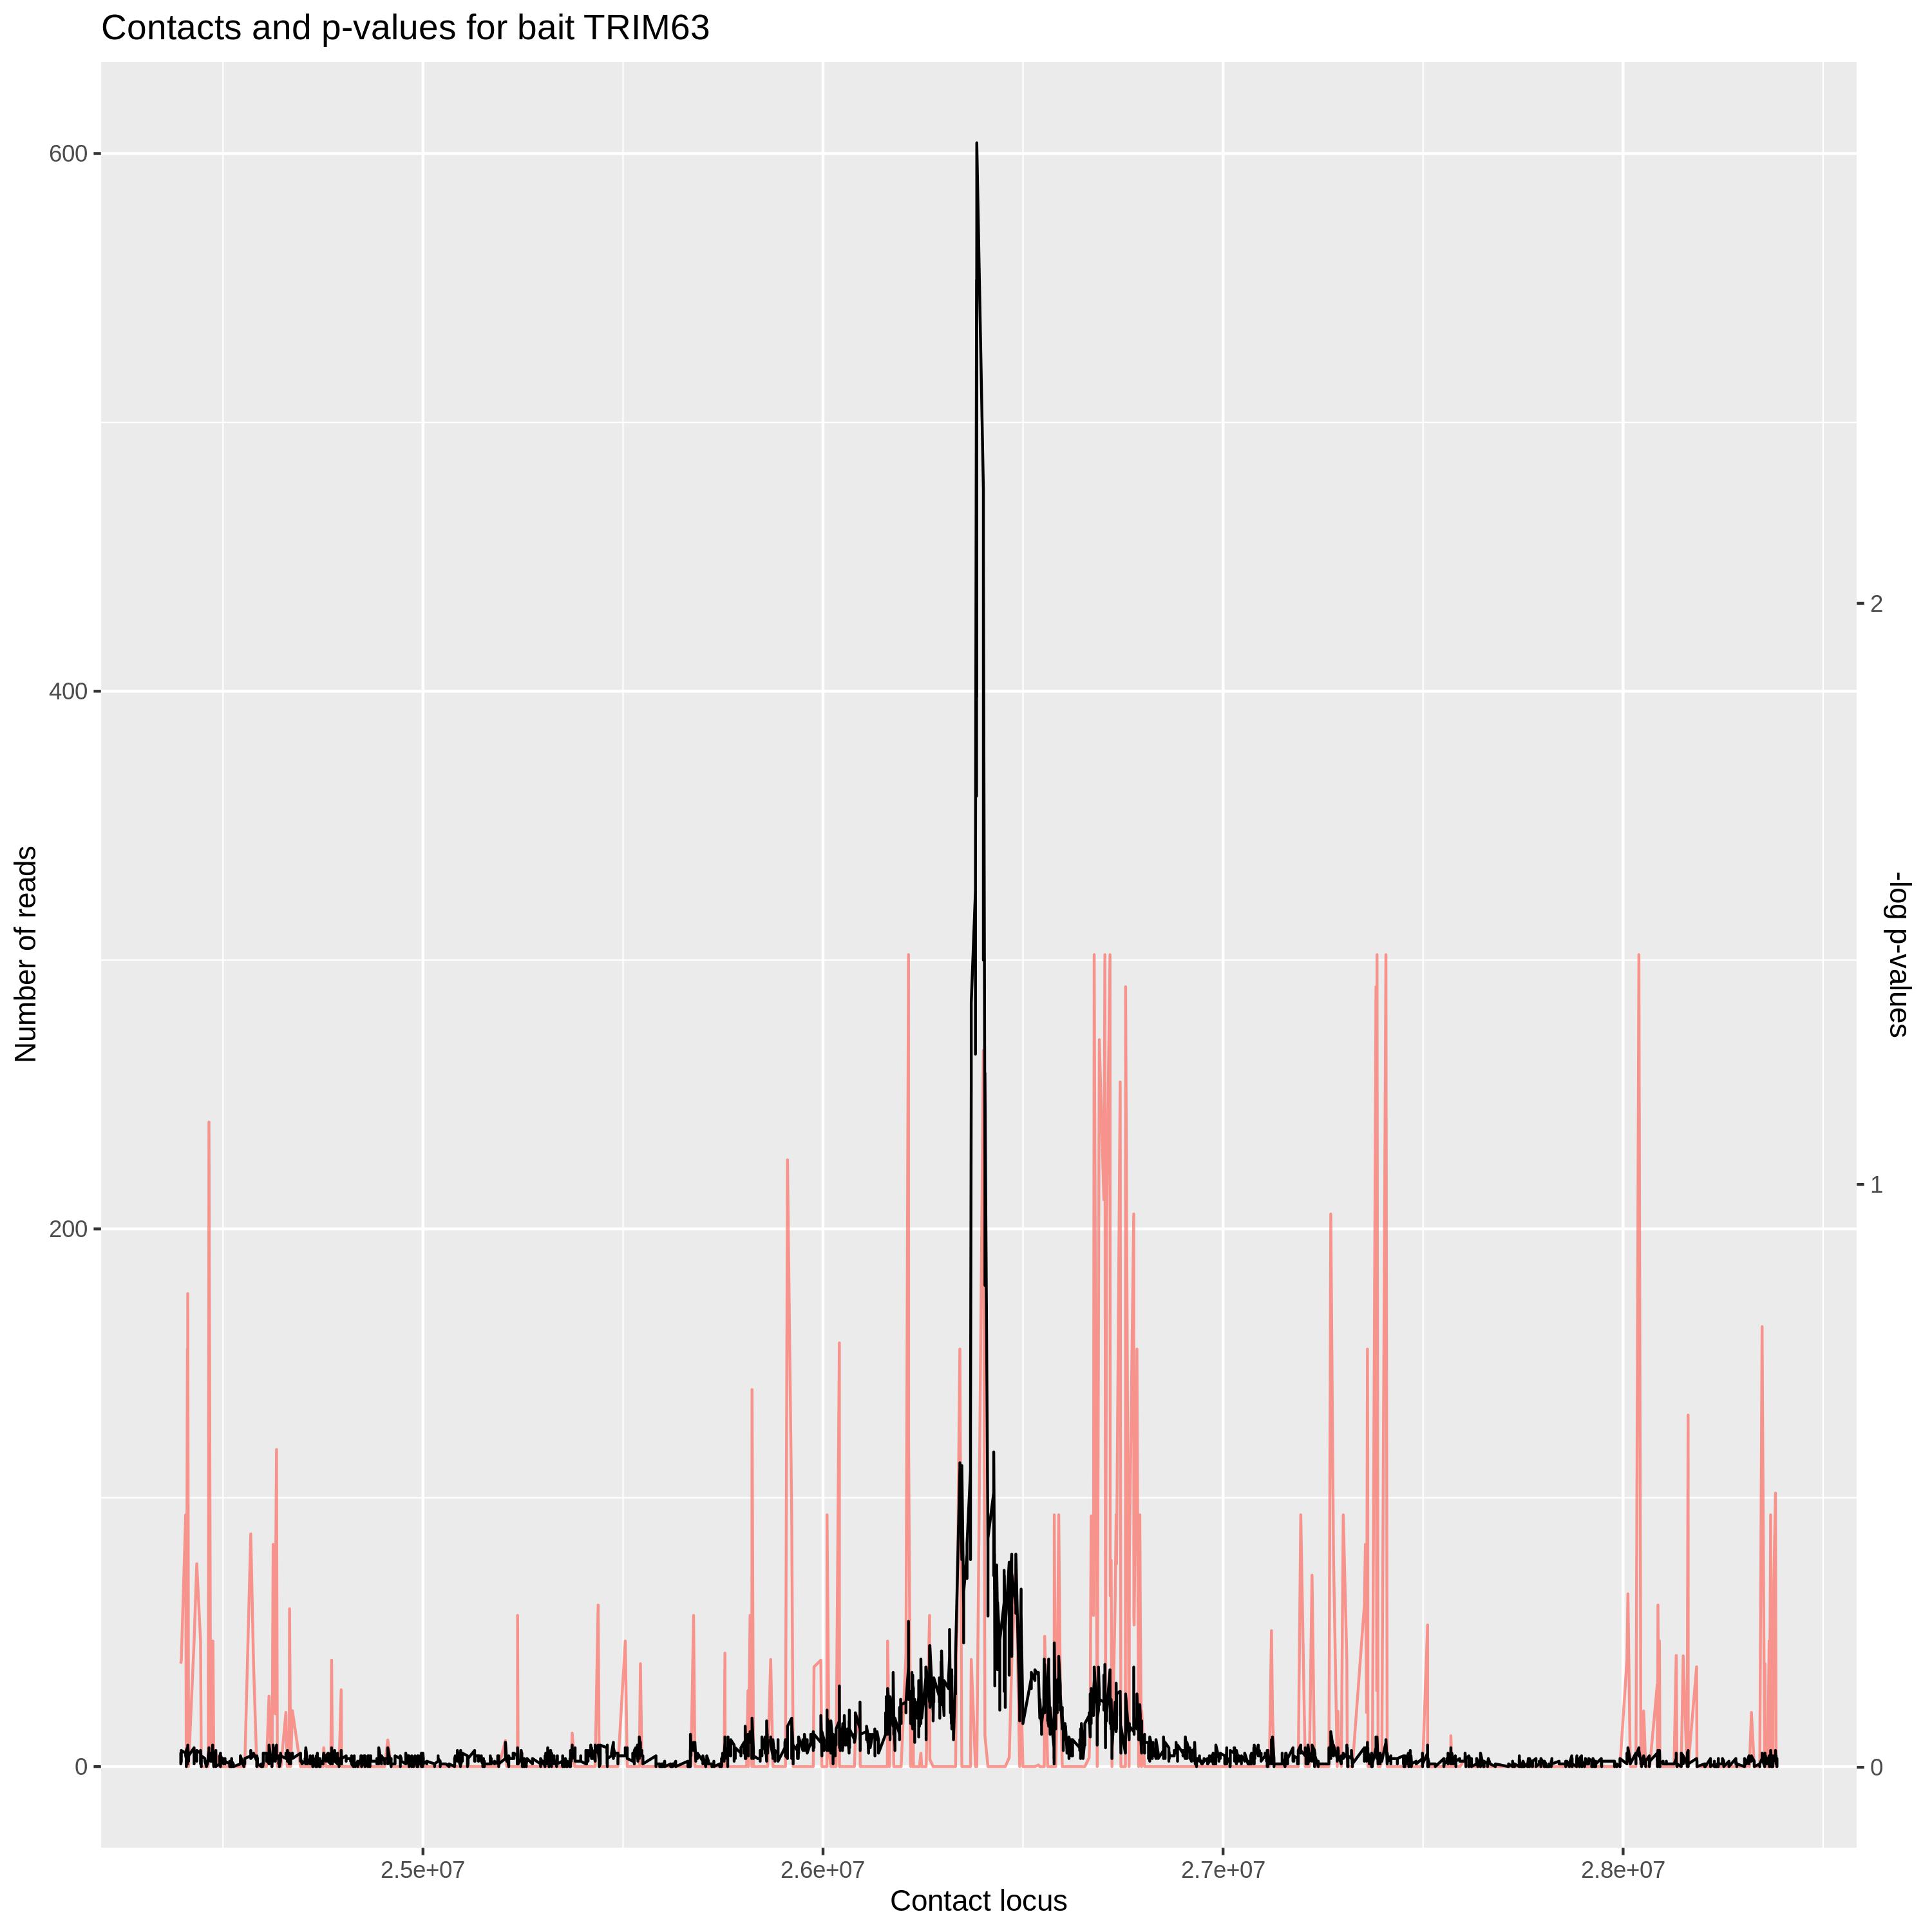 Contacts and p-values for bait TRIM63
600
400
200
0
Number of reads
2
1
0
-log p-values
2.5e+07
2.6e+07
2.7e+07
2.8e+07
Contact locus